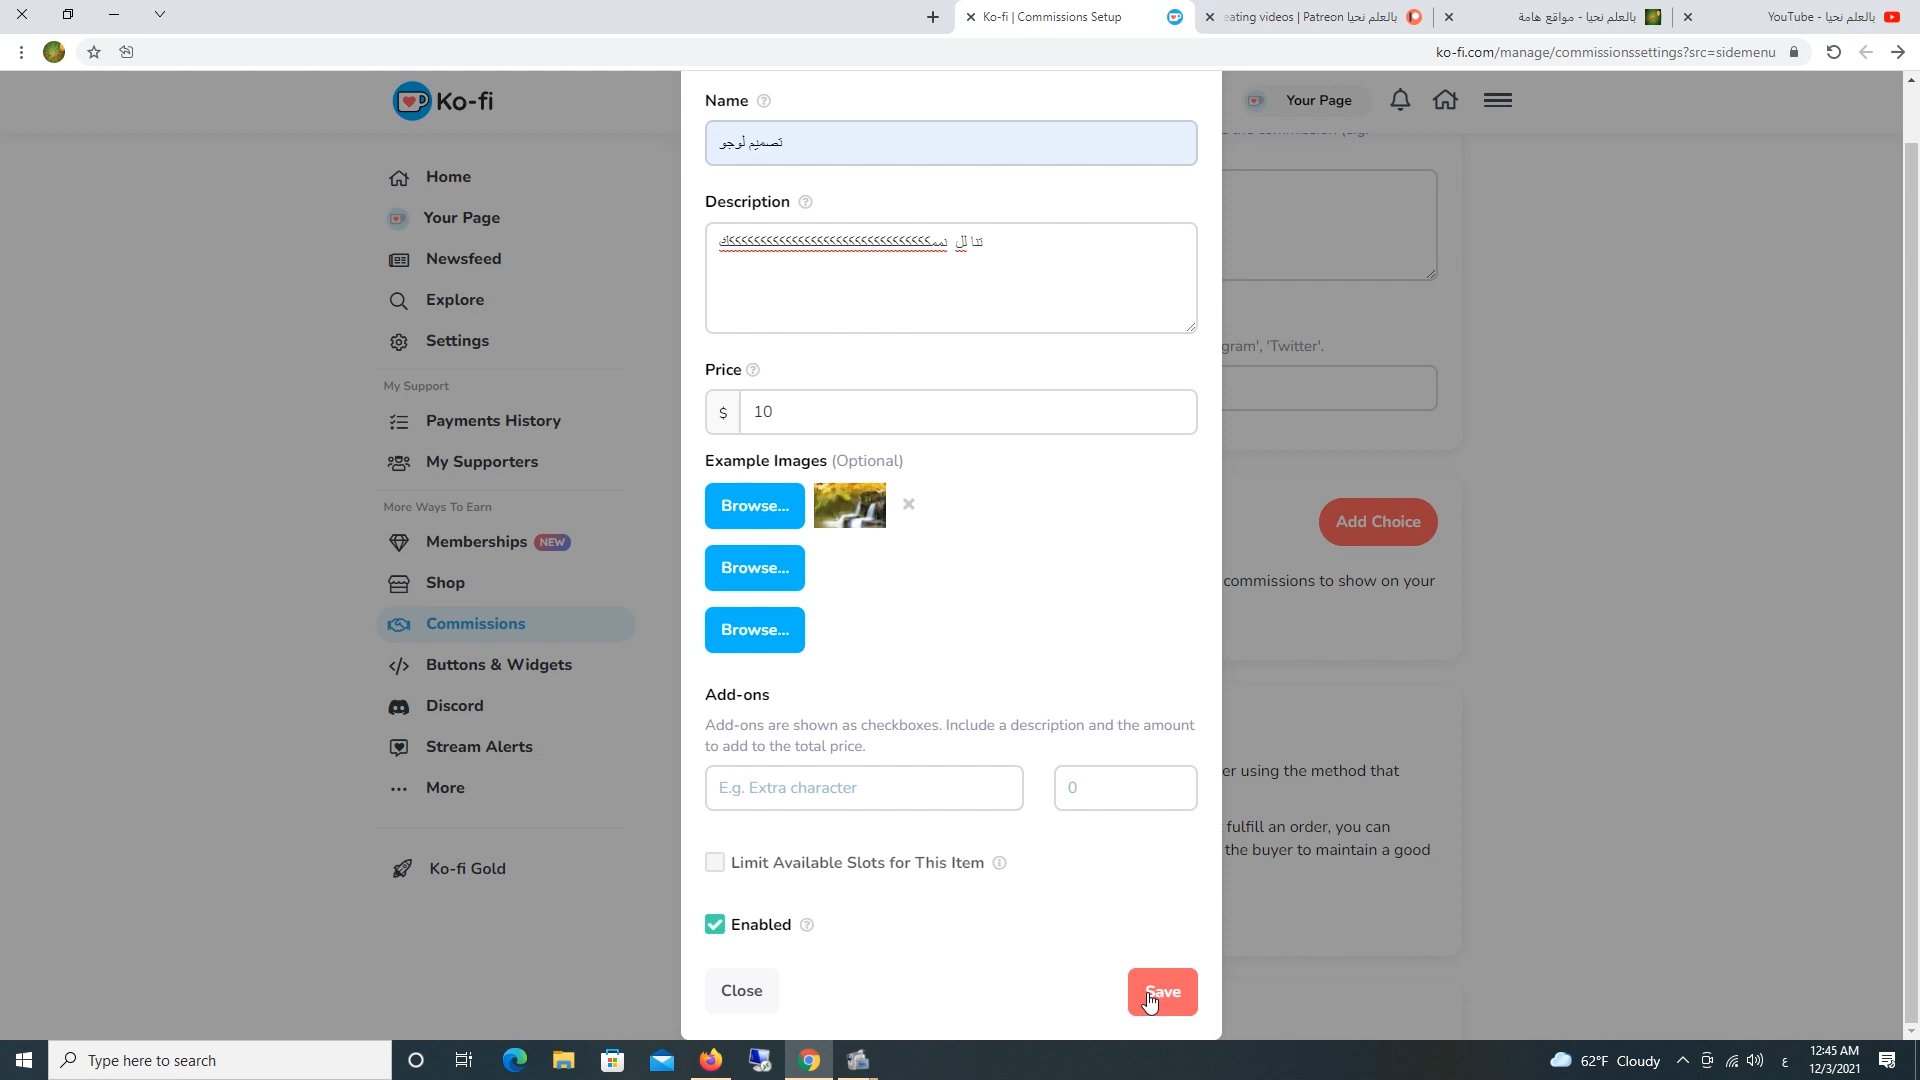 Ko-fi | Commissions Setup
eating videos | Patreon بالعلم نحيا
بالعلم نحيا - مواقع هامة
بالعلم نحيا - YouTube
ko-fi.com/manage/commissionssettings?src=sidemenu
Ko-fi
Your Page
Home
Your Page
Newsfeed
Explore
Settings
My Support
Payments History
My Supporters
More Ways To Earn
Memberships NEW
Shop
Commissions
Buttons & Widgets
Discord
Stream Alerts
More
Ko-fi Gold
Name
تصميم لوجو
Description
تنا لل
Price
$ 10
Example Images (Optional)
Browse...
Browse...
Browse...
Add-ons
Add-ons are shown as checkboxes. Include a description and the amount
to add to the total price.
E.g. Extra character 0
Limit Available Slots for This Item
Enabled
Close Save
gram', 'Twitter'.
Add Choice
commissions to show on your
er using the method that
fulfill an order, you can
the buyer to maintain a good
Type here to search
62°F Cloudy
ع
12:45 AM
12/3/2021